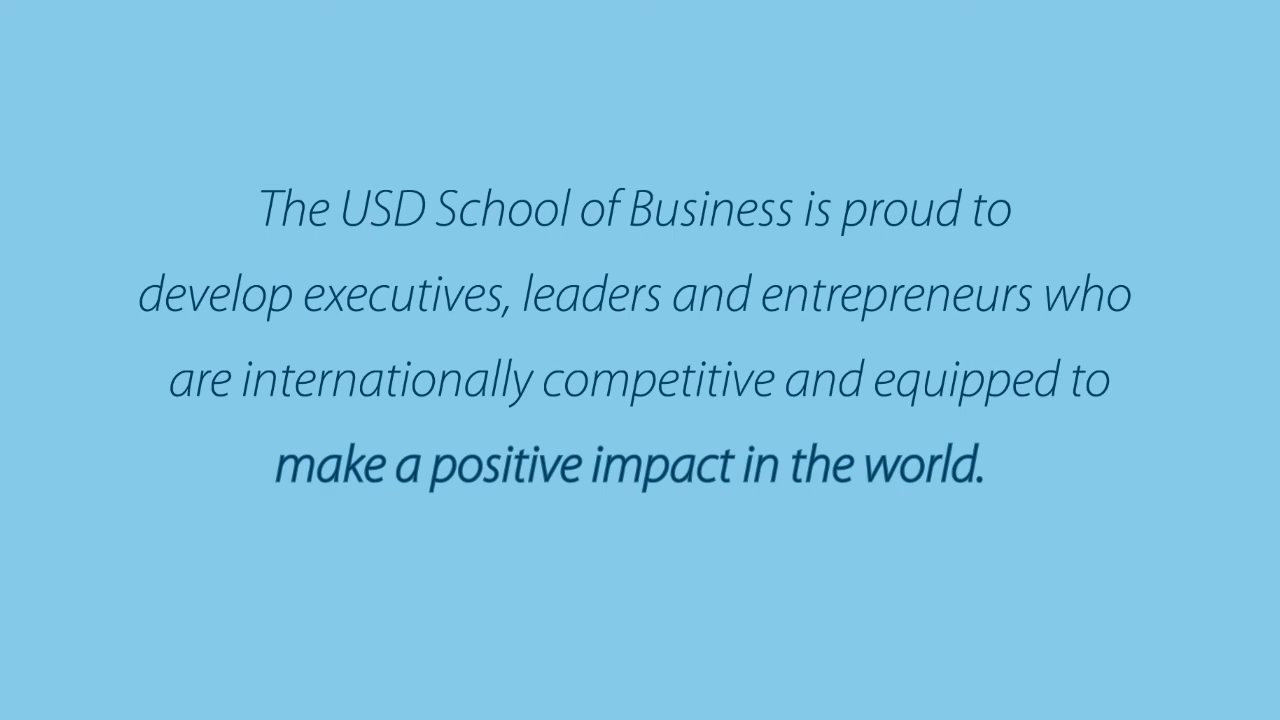 The USD School of Business is proud to
develop executives, leaders and entrepreneurs who
are internationally competitive and equipped to
make a positive impact in the world.